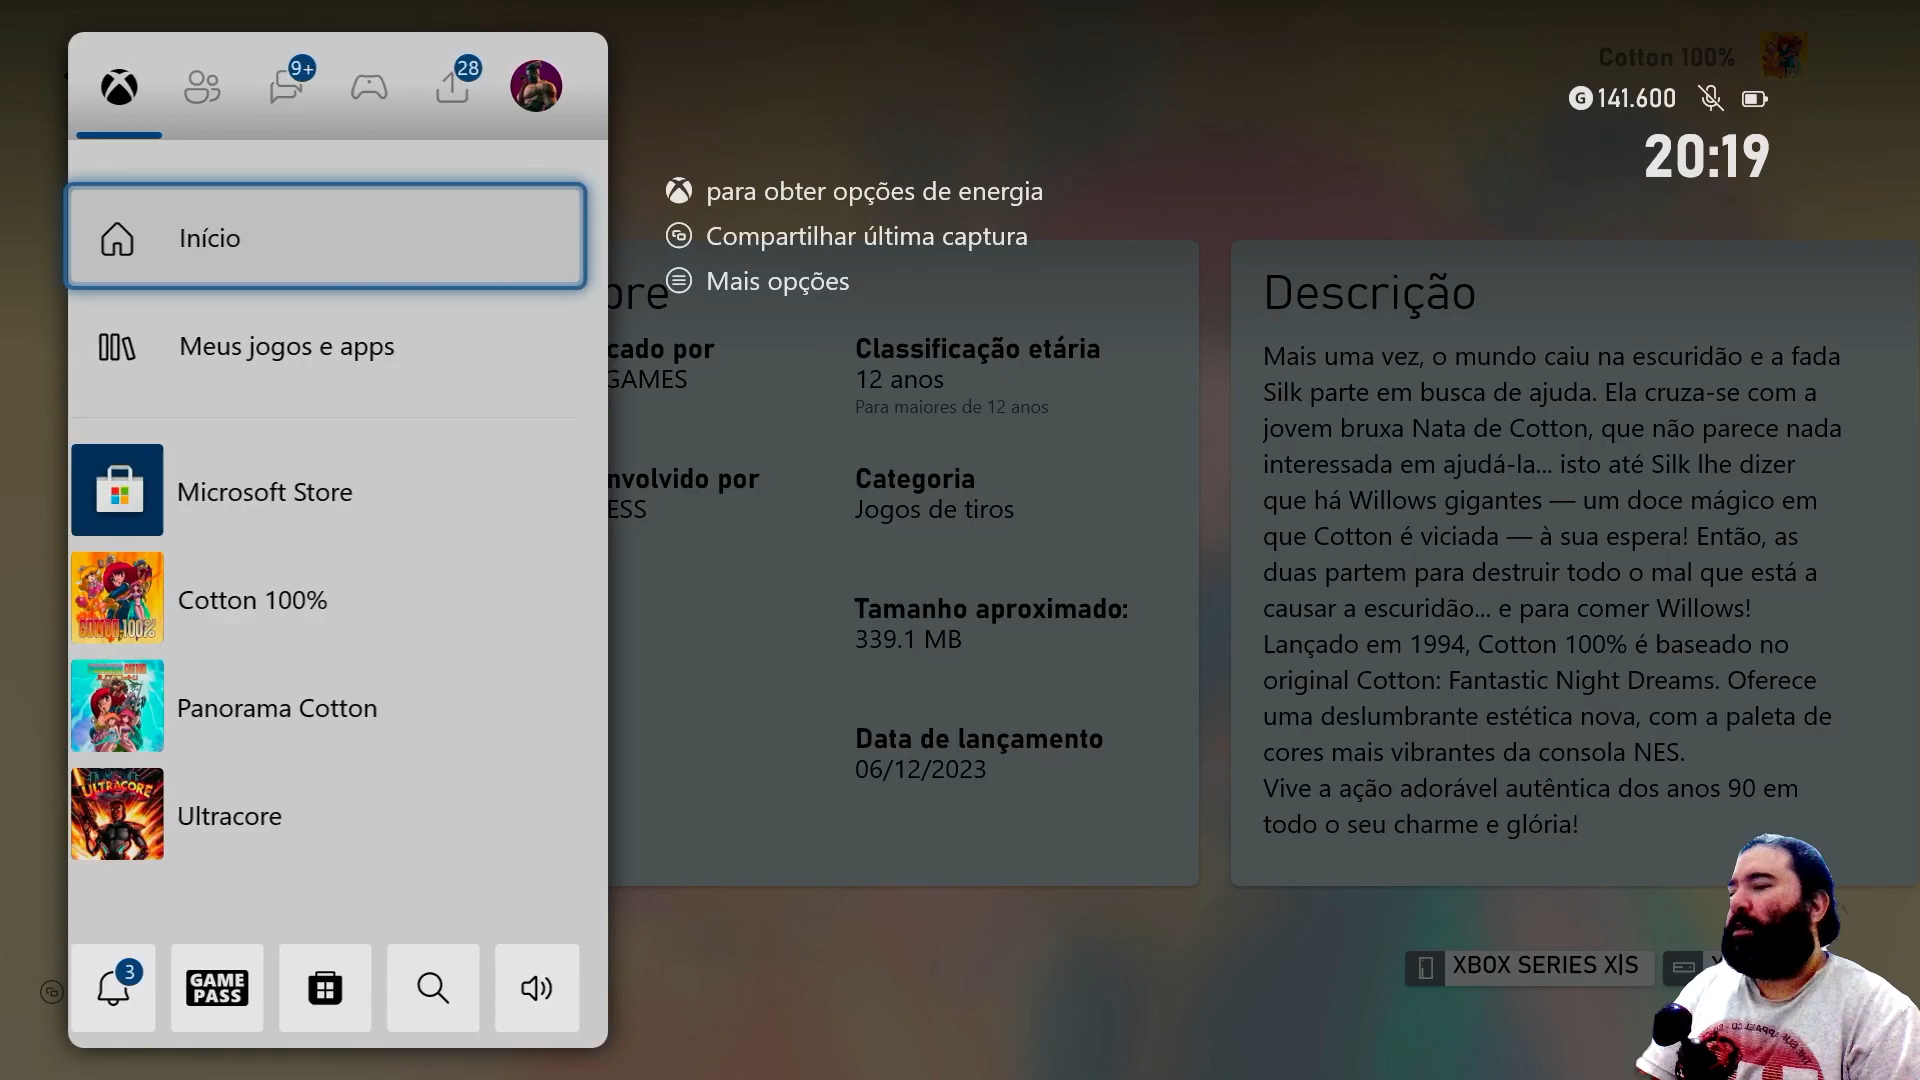 9+
28
Início
Meus jogos e apps
Microsoft Store
COTTON 100%
Cotton 100%
Panorama Cotton
ULTRACORE
Ultracore
3
GAME
PASS
para obter opções de energia
Compartilhar última captura
Mais opções
Cotton 100%
G 141.600
20:19
bre
cado por
GAMES
Classificação etária
12 anos
Para maiores de 12 anos
nvolvido por
ESS
Categoria
Jogos de tiros
Tamanho aproximado:
339.1 MB
Data de lançamento
06/12/2023
Descrição
Mais uma vez, o mundo caiu na escuridão e a fada
Silk parte em busca de ajuda. Ela cruza-se com a
jovem bruxa Nata de Cotton, que não parece nada
interessada em ajudá-la... isto até Silk lhe dizer
que há Willows gigantes — um doce mágico em
que Cotton é viciada — à sua espera! Então, as
duas partem para destruir todo o mal que está a
causar a escuridão... e para comer Willows!
Lançado em 1994, Cotton 100% é baseado no
original Cotton: Fantastic Night Dreams. Oferece
uma deslumbrante estética nova, com a paleta de
cores mais vibrantes da consola NES.
Vive a ação adorável autêntica dos anos 90 em
todo o seu charme e glória!
XBOX SERIES X|S